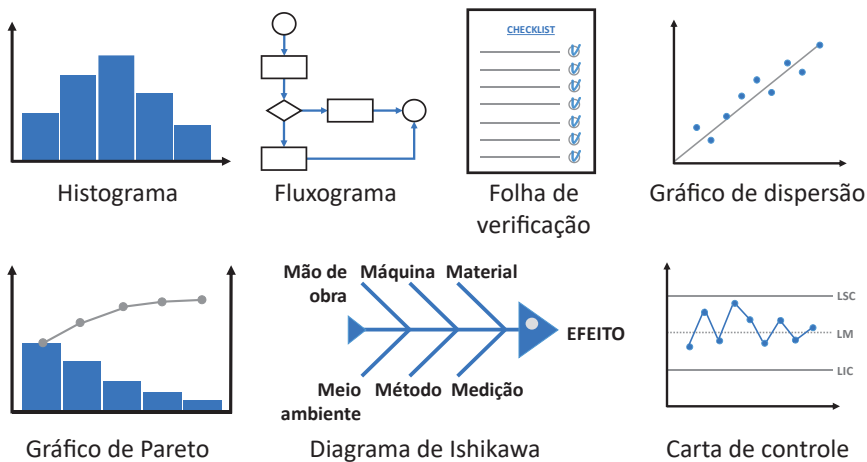 CHECKLIST
Histograma
Fluxograma
Folha de
verificação
Gráfico de dispersão
Mão de
obra
Máquina
Material
EFEITO
Meio
ambiente
Método
Medição
LSC
LM
LIC
Gráfico de Pareto
Diagrama de Ishikawa
Carta de controle